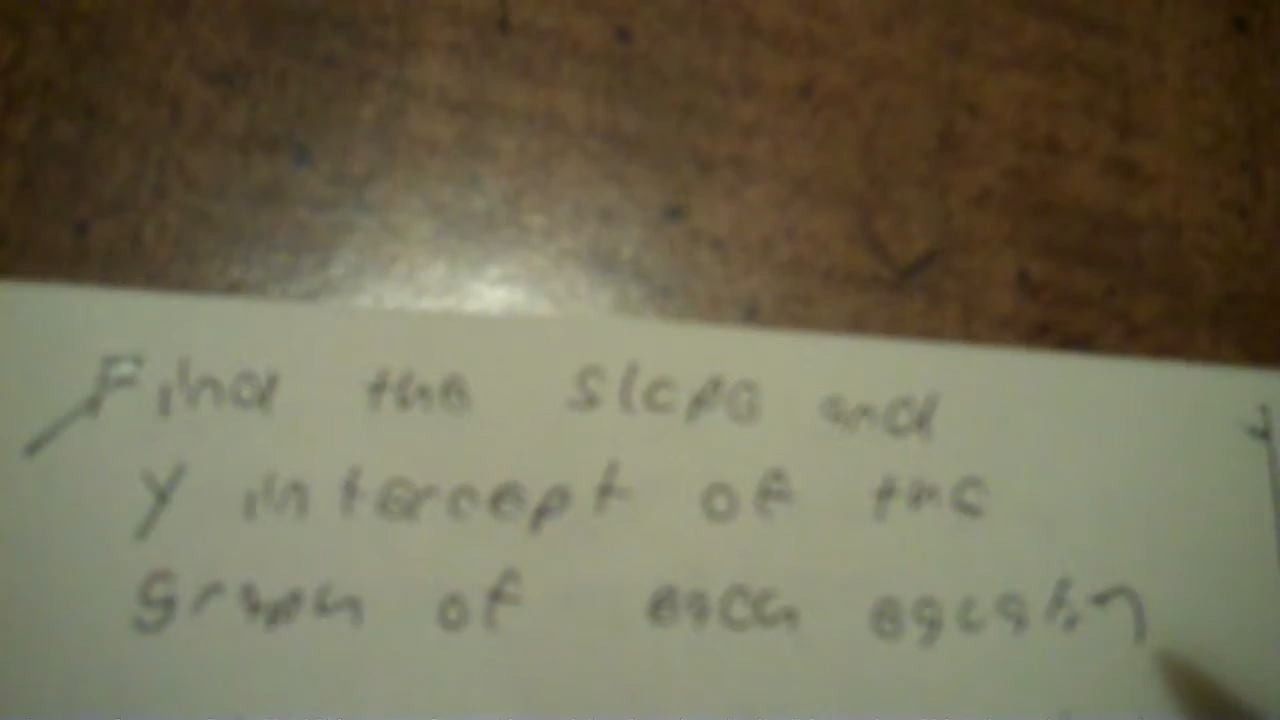 Find the slope and
y intercept of the
graph of each equation